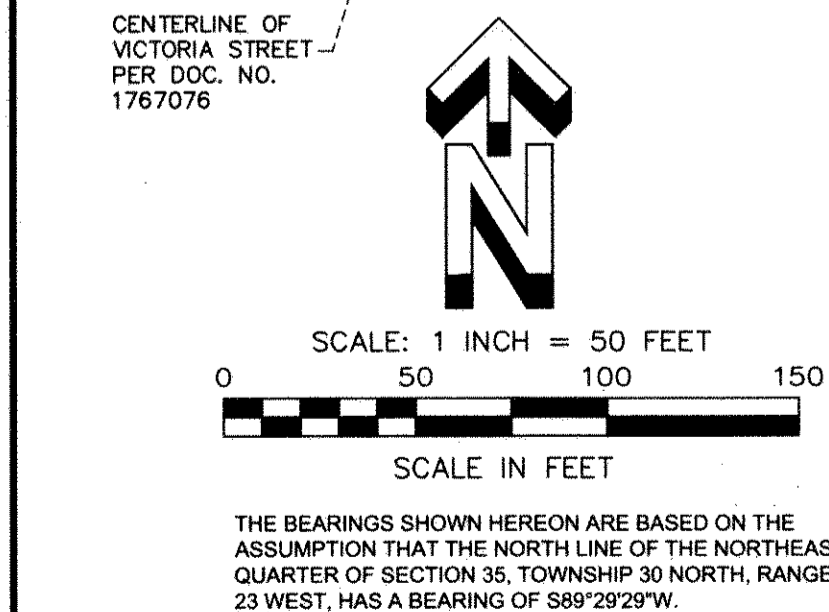 CENTERLINE OF
VICTORIA STREET
PER DOC. NO.
1767076
N
SCALE: 1 INCH = 50 FEET
0 50 100 150
SCALE IN FEET
THE BEARINGS SHOWN HEREON ARE BASED ON THE
ASSUMPTION THAT THE NORTH LINE OF THE NORTHEAS
QUARTER OF SECTION 35, TOWNSHIP 30 NORTH, RANGE
23 WEST, HAS A BEARING OF S89°29'29"W.